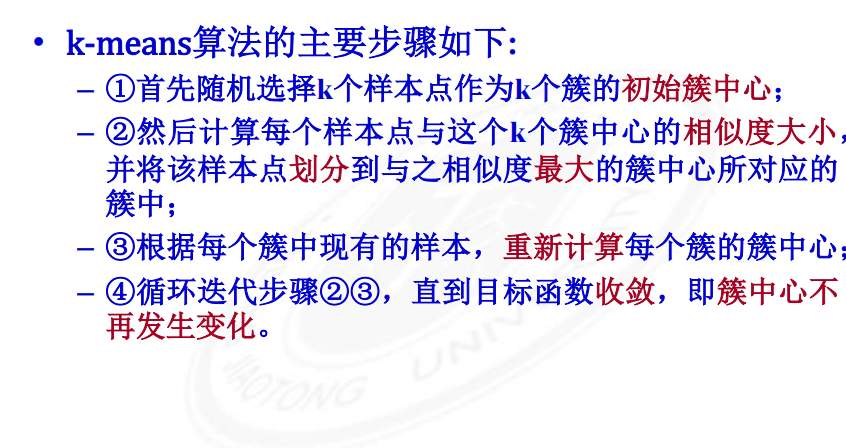 • k-means算法的主要步骤如下:
– ①首先随机选择k个样本点作为k个簇的初始簇中心；
– ②然后计算每个样本点与这个k个簇中心的相似度大小，
并将该样本点划分到与之相似度最大的簇中心所对应的
簇中；
– ③根据每个簇中现有的样本，重新计算每个簇的簇中心；
– ④循环迭代步骤②③，直到目标函数收敛，即簇中心不
再发生变化。
JIAOTONG UNIV